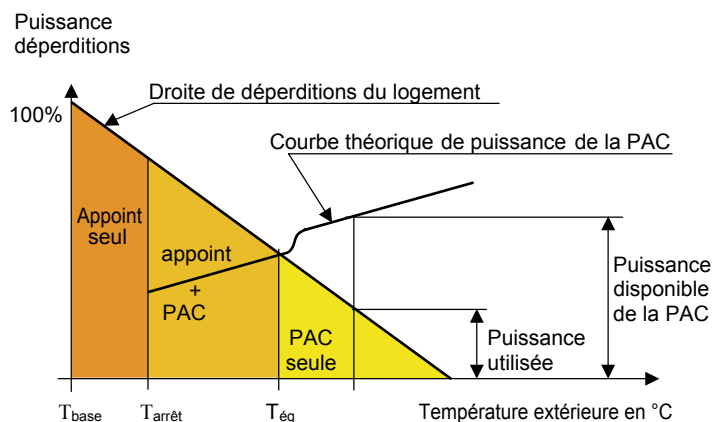 Puissance
déperditions
100%
Droite de déperditions du logement
Courbe théorique de puissance de la PAC
Appoint
seul
appoint
+
PAC
PAC
seule
Puissance
utilisée
Puissance
disponible
de la PAC
Tbase
Tarrêt
Téq
Température extérieure en °C